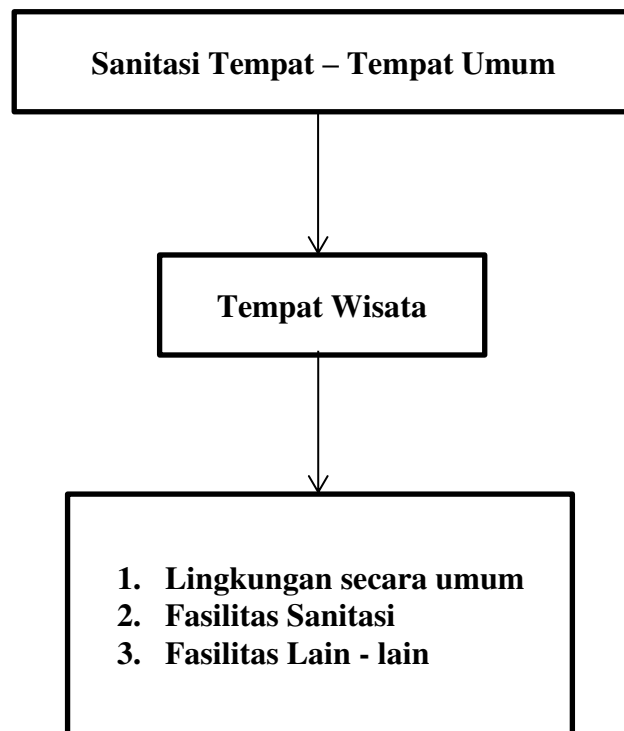 Sanitasi Tempat – Tempat Umum
Tempat Wisata
1. Lingkungan secara umum
2. Fasilitas Sanitasi
3. Fasilitas Lain - lain